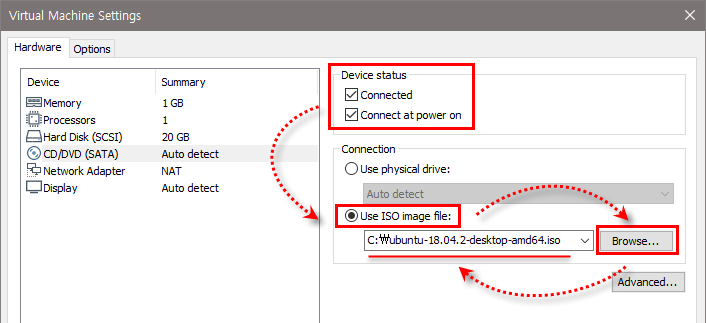 Virtual Machine Settings
Hardware Options
Device Summary
Memory 1 GB
Processors 1
Hard Disk (SCSI) 20 GB
CD/DVD (SATA) Auto detect
Network Adapter NAT
Display Auto detect
Device status
Connected
Connect at power on
Connection
Use physical drive:
Auto detect
Use ISO image file:
C:₩ubuntu-18.04.2-desktop-amd64.iso Browse...
Advanced...